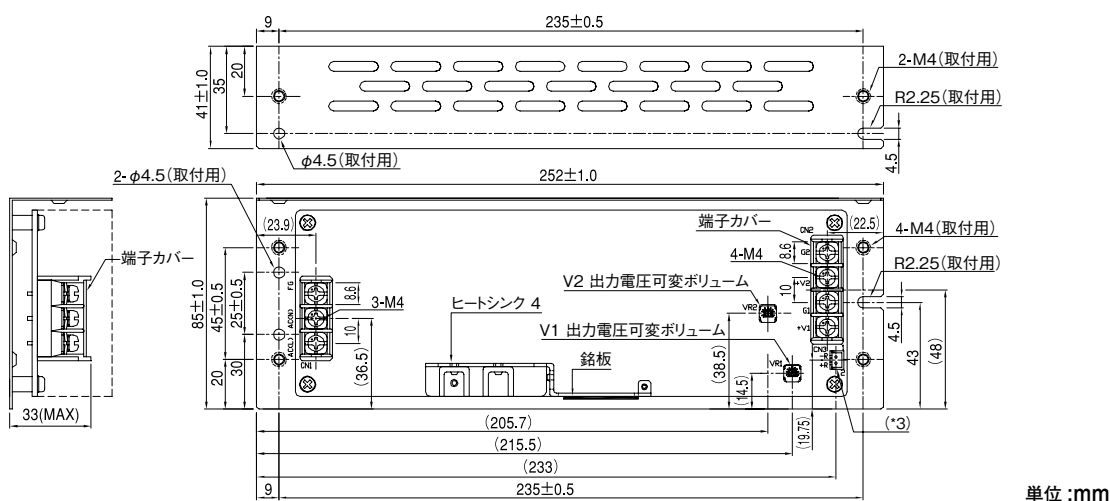 9
235±0.5
2-M4(取付用)
R2.25(取付用)
41±1.0
35
20
4.5
φ4.5(取付用)
2-φ4.5(取付用)
252±1.0
(23.9)
(22.5)
端子カバー
CN2
4-M4(取付用)
4-M4
G2
8.6
+V2
10
G1
+V1
R2.25(取付用)
端子カバー
V2 出力電圧可変ボリューム
VR2
FG
8.6
3-M4
ヒートシンク 4
AC(N)
10
AC(L)
CN1
V1 出力電圧可変ボリューム
VR1
銘板
CN3
+R
85±1.0
45±0.5
25±0.5
20
30
(36.5)
(38.5)
(14.5)
(19.75)
4.5
43
(48)
33(MAX)
(*3)
(205.7)
(215.5)
(233)
9
235±0.5
単位 :mm